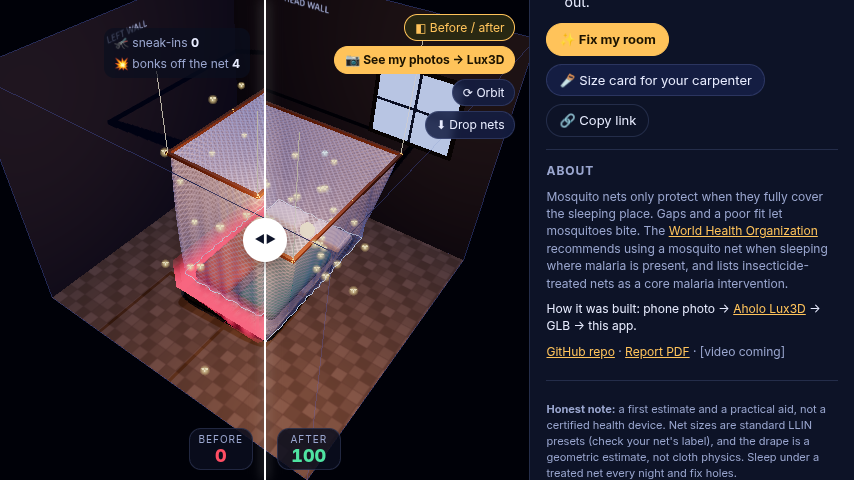 HEAD WALL
LEFT WALL
🦟 sneak-ins 0
💥 bonks off the net 4
◧ Before / after
📷 See my photos → Lux3D
⟳ Orbit
⬇ Drop nets
BEFORE
0
AFTER
100
out.
✨ Fix my room
🪚 Size card for your carpenter
🔗 Copy link
ABOUT
Mosquito nets only protect when they fully cover
the sleeping place. Gaps and a poor fit let
mosquitoes bite. The World Health Organization
recommends using a mosquito net when sleeping
where malaria is present, and lists insecticide-
treated nets as a core malaria intervention.
How it was built: phone photo → Aholo Lux3D →
GLB → this app.
GitHub repo · Report PDF · [video coming]
Honest note: a first estimate and a practical aid, not a
certified health device. Net sizes are standard LLIN
presets (check your net's label), and the drape is a
geometric estimate, not cloth physics. Sleep under a
treated net every night and fix holes.